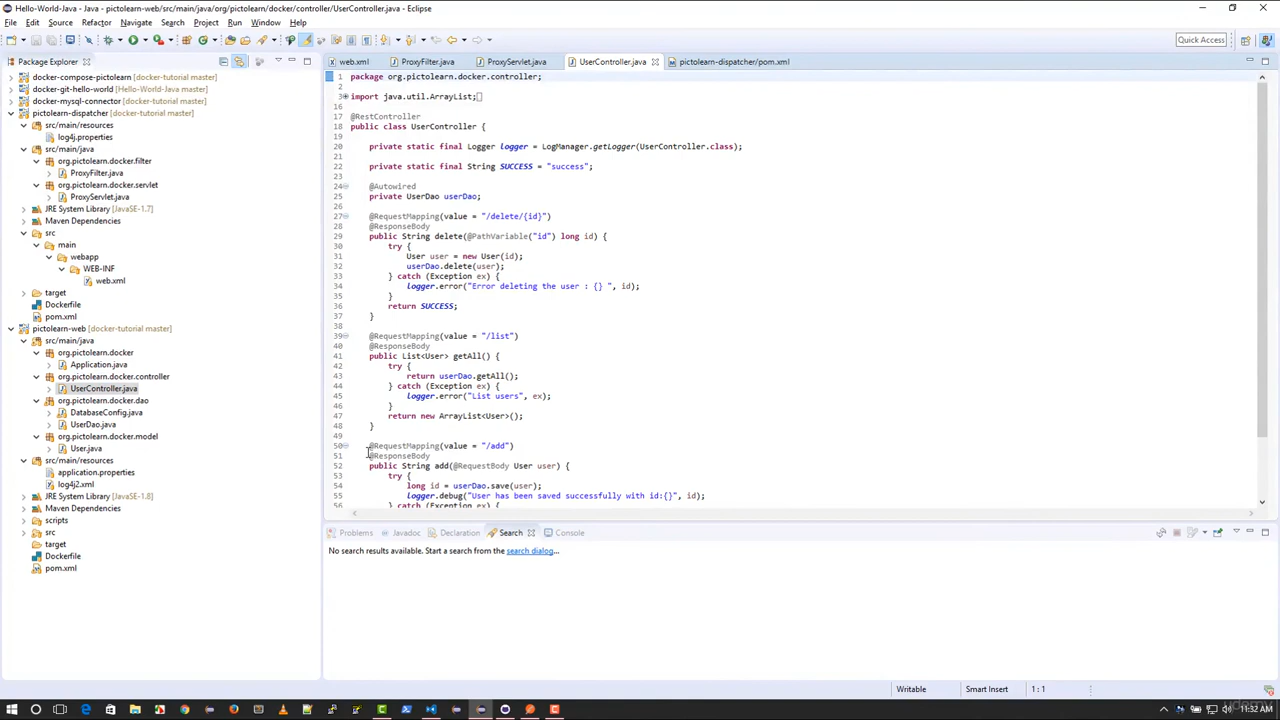 Hello-World-Java - Java - pictolearn-web/src/main/java/org/pictolearn/docker/controller/UserController.java - Eclipse
File Edit Source Refactor Navigate Search Project Run Window Help
Quick Access
Package Explorer
web.xml ProxyFilter.java ProxyServlet.java UserController.java pictolearn-dispatcher/pom.xml
docker-compose-pictolearn (docker-tutorial master)
docker-git-hello-world (Hello-World-Java master)
docker-mysql-connector (docker-tutorial master)
pictolearn-dispatcher (docker-tutorial master)
src/main/resources
log4j.properties
src/main/java
org.pictolearn.docker.filter
ProxyFilter.java
org.pictolearn.docker.servlet
ProxyServlet.java
JRE System Library (JavaSE-1.7)
Maven Dependencies
src
main
webapp
WEB-INF
web.xml
target
Dockerfile
pom.xml
pictolearn-web (docker-tutorial master)
src/main/java
org.pictolearn.docker
Application.java
org.pictolearn.docker.controller
UserController.java
org.pictolearn.docker.dao
DatabaseConfig.java
UserDao.java
org.pictolearn.docker.model
User.java
src/main/resources
application.properties
log4j2.xml
JRE System Library (JavaSE-1.8)
Maven Dependencies
scripts
src
target
Dockerfile
pom.xml
1 package org.pictolearn.docker.controller;
2
3 import java.util.ArrayList;
16
17 @RestController
18 public class UserController {
19
20 private static final Logger logger = LogManager.getLogger(UserController.class);
21
22 private static final String SUCCESS = "success";
23
24 @Autowired
25 private UserDao userDao;
26
27 @RequestMapping(value = "/delete/{id}")
28 @ResponseBody
29 public String delete(@PathVariable("id") long id) {
30 try {
31 User user = new User(id);
32 userDao.delete(user);
33 } catch (Exception ex) {
34 logger.error("Error deleting the user : {} ", id);
35 }
36 return SUCCESS;
37 }
38
39 @RequestMapping(value = "/list")
40 @ResponseBody
41 public List<User> getAll() {
42 try {
43 return userDao.getAll();
44 } catch (Exception ex) {
45 logger.error("List users", ex);
46 }
47 return new ArrayList<User>();
48 }
49
50 @RequestMapping(value = "/add")
51 @ResponseBody
52 public String add(@RequestBody User user) {
53 try {
54 long id = userDao.save(user);
55 logger.debug("User has been saved successfully with id:{}", id);
56 } catch (Exception ex) {
Problems Javadoc Declaration Search Console
No search results available. Start a search from the search dialog...
Writable Smart Insert 1 : 1
11:32 AM
udemy